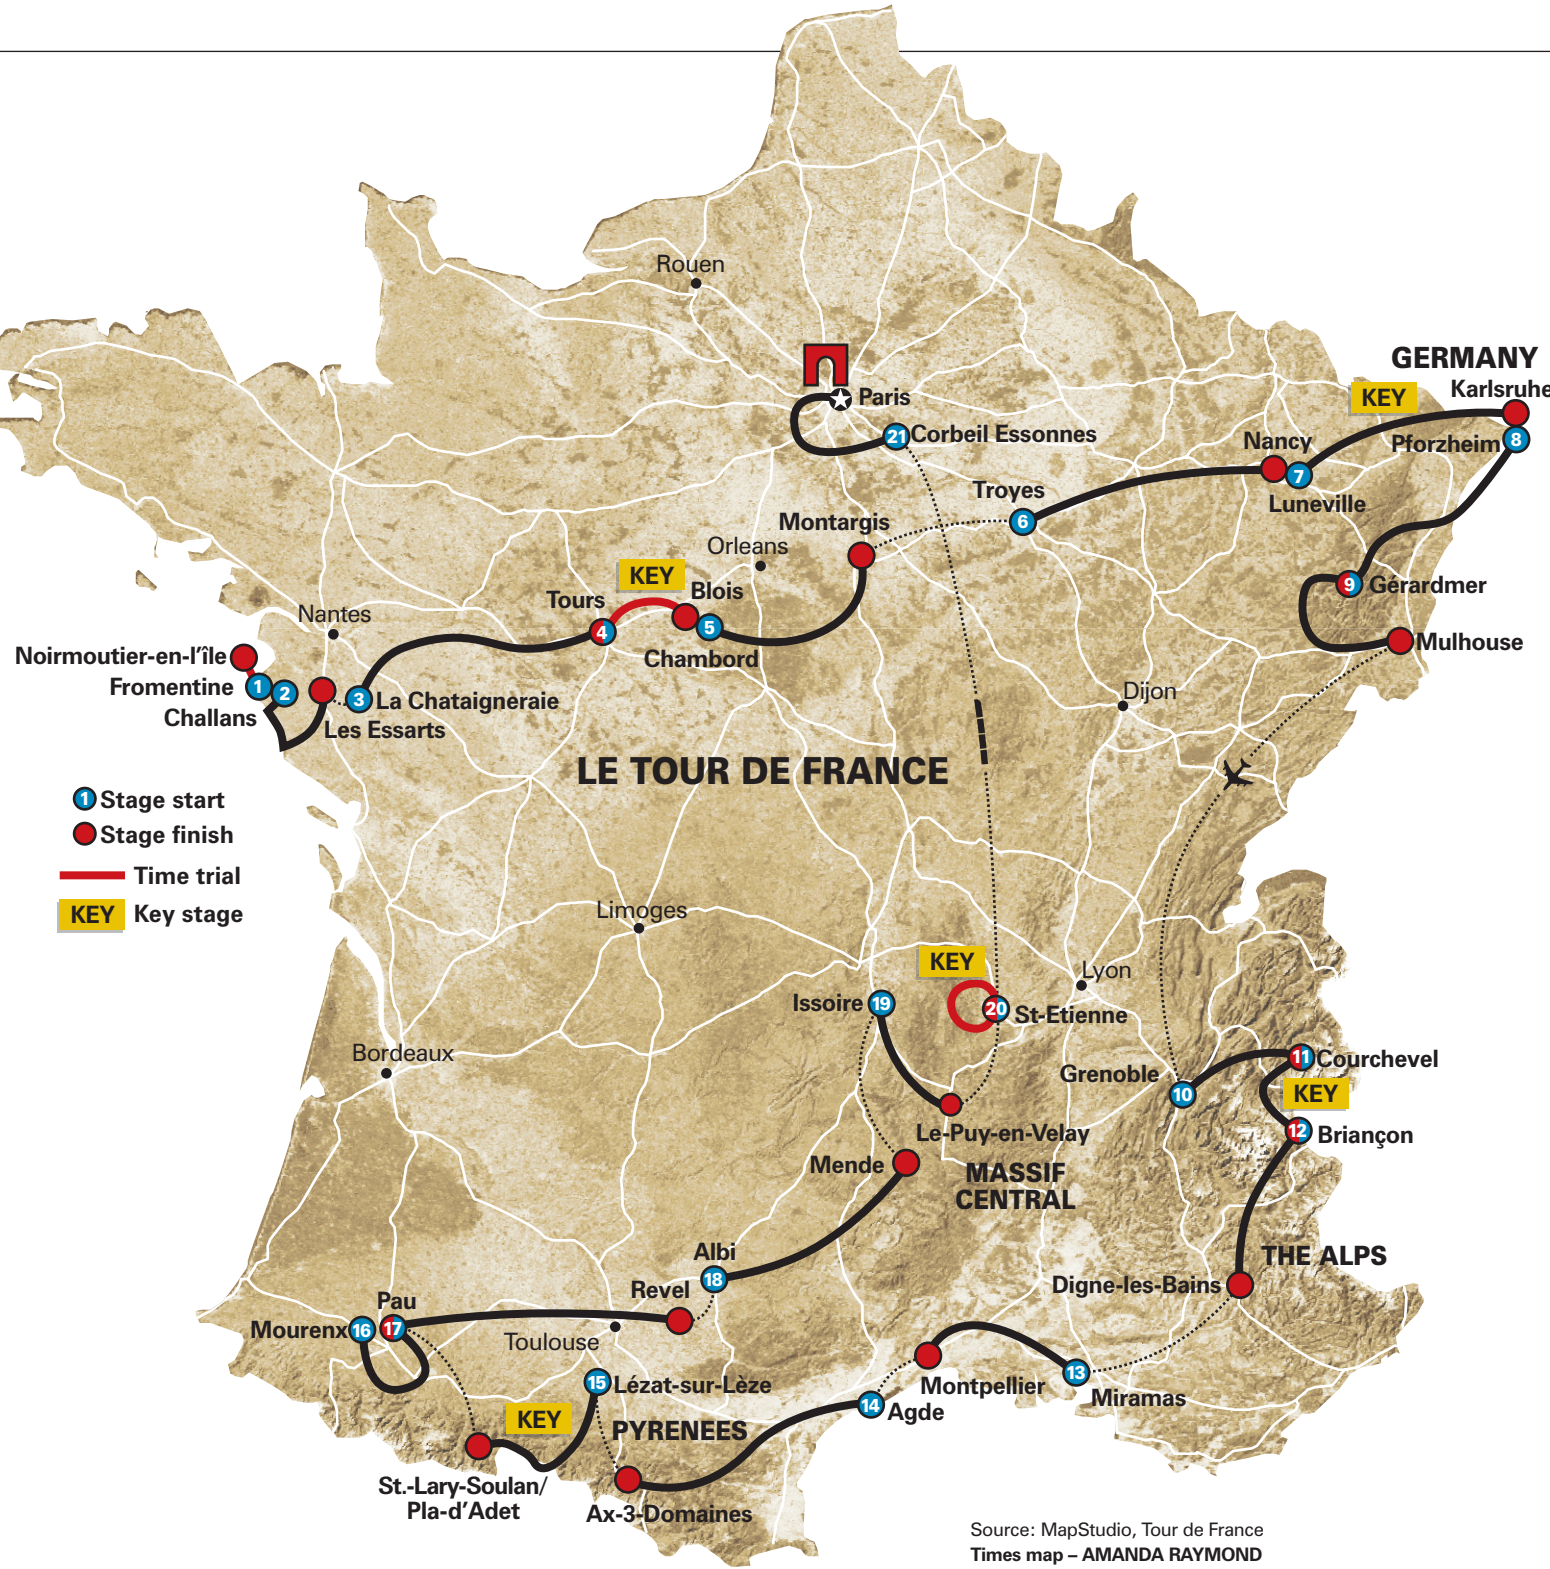 Rouen
GERMANY
KEY
Karlsruhe
Paris
21 Corbeil Essonnes
Nancy
Pforzheim 8
7
Luneville
Troyes
6
Montargis
Orleans
KEY
Blois
Tours
4
5
Chambord
9 Gérardmer
Mulhouse
Nantes
Noirmoutier-en-l'île
Fromentine 1 2
Challans
3 La Chataigneraie
Les Essarts
Dijon
LE TOUR DE FRANCE
1 Stage start
Stage finish
Time trial
KEY Key stage
Limoges
KEY
Lyon
Issoire 19
20 St-Etienne
Bordeaux
Grenoble
10
11 Courchevel
KEY
12 Briançon
Le-Puy-en-Velay
Mende
MASSIF
CENTRAL
Albi
18
THE ALPS
Revel
Digne-les-Bains
Pau
Mourenx 16 17
Toulouse
15 Lézat-sur-Lèze
Montpellier
13
Miramas
14 Agde
KEY
PYRENEES
St.-Lary-Soulan/
Pla-d'Adet
Ax-3-Domaines
Source: MapStudio, Tour de France
Times map – AMANDA RAYMOND